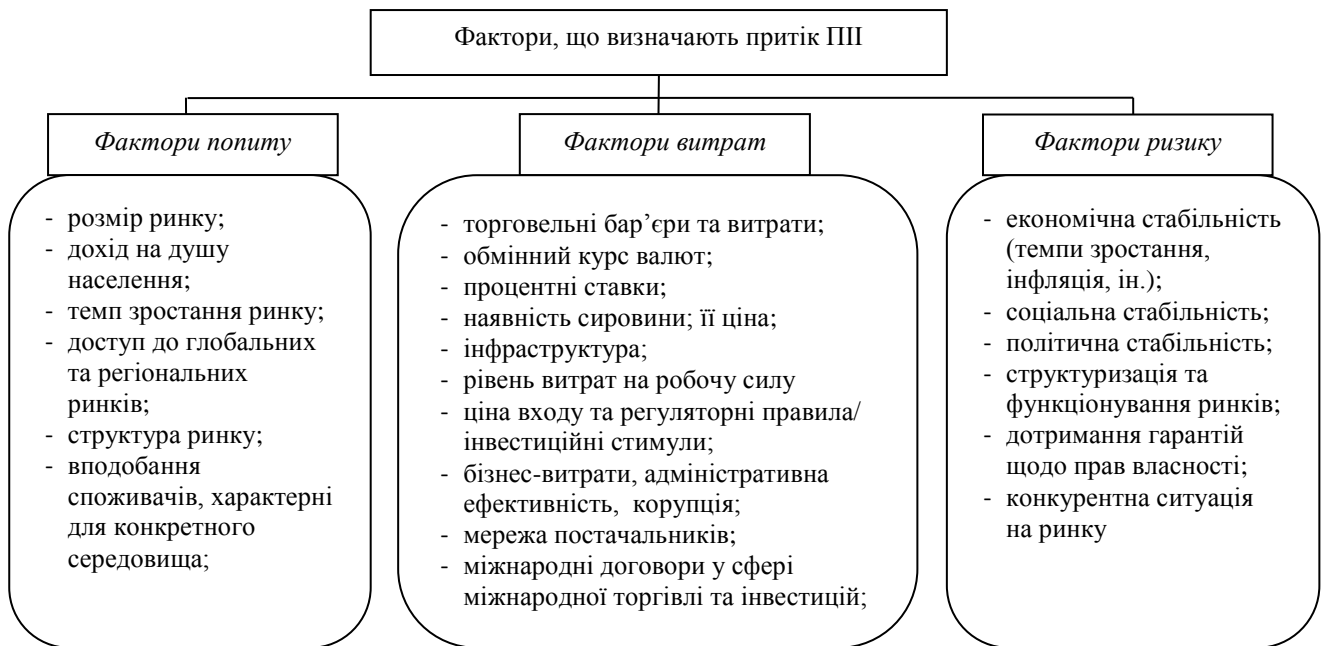 Фактори, що визначають притік ПІІ
Фактори попиту
- розмір ринку;
- дохід на душу
населення;
- темп зростання ринку;
- доступ до глобальних
та регіональних
ринків;
- структура ринку;
- вподобання
споживачів, характерні
для конкретного
середовища;
Фактори витрат
- торговельні бар’єри та витрати;
- обмінний курс валют;
- процентні ставки;
- наявність сировини; її ціна;
- інфраструктура;
- рівень витрат на робочу силу
- ціна входу та регуляторні правила/
інвестиційні стимули;
- бізнес-витрати, адміністративна
ефективність, корупція;
- мережа постачальників;
- міжнародні договори у сфері
міжнародної торгівлі та інвестицій;
Фактори ризику
- економічна стабільність
(темпи зростання,
інфляція, ін.);
- соціальна стабільність;
- політична стабільність;
- структуризація та
функціонування ринків;
- дотримання гарантій
щодо прав власності;
- конкурентна ситуація
на ринку